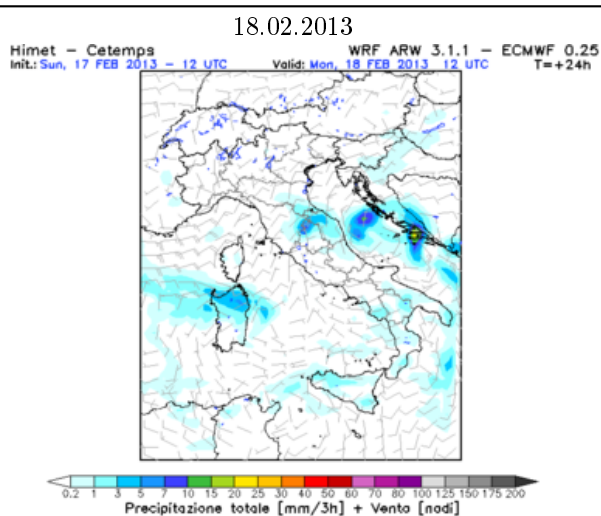 18.02.2013
Himet - Cetemps WRF ARW 3.1.1 - ECMWF 0.25
Init.: Sun, 17 FEB 2013 - 12 UTC Valid: Mon, 18 FEB 2013 12 UTC T=+24h
0.2 1 3 5 7 10 15 20 25 30 40 50 60 70 80 100 125 150 175 200
Precipitazione totale [mm/3h] + Vento [nodi]